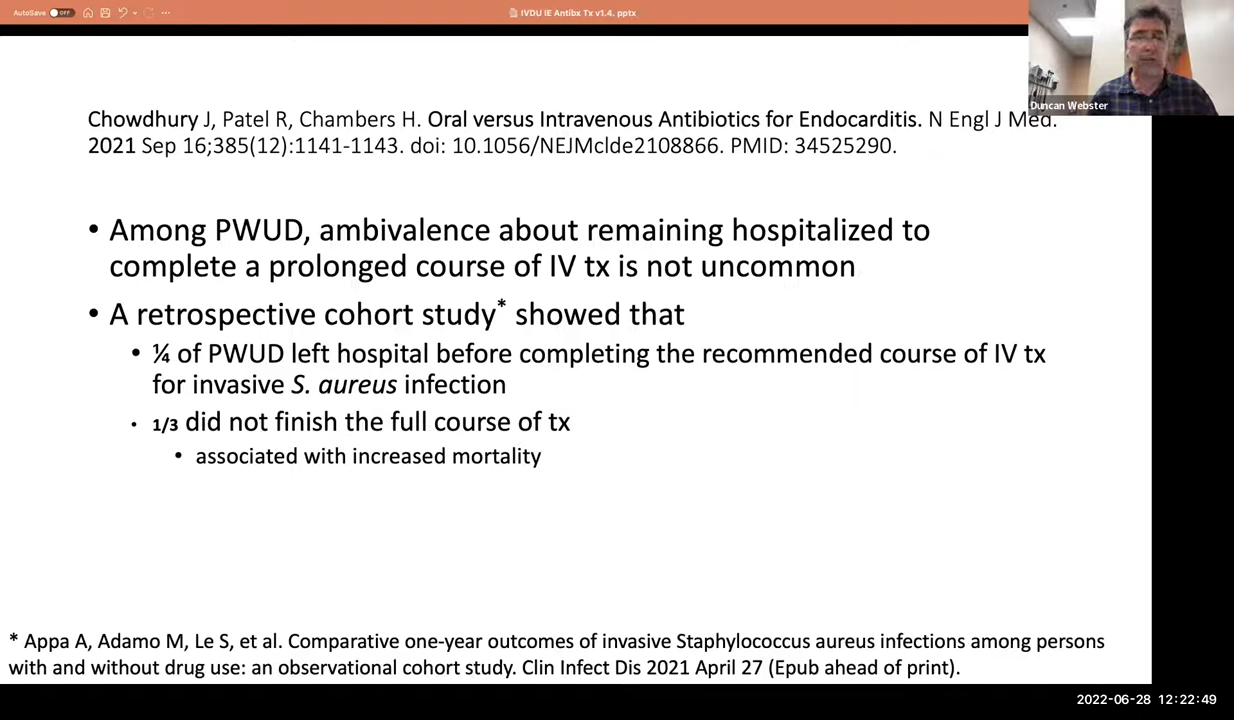 AutoSave OFF
IVDU IE Antibx Tx v1.4. pptx
Duncan Webster
Chowdhury J, Patel R, Chambers H. Oral versus Intravenous Antibiotics for Endocarditis. N Engl J Med.
2021 Sep 16;385(12):1141-1143. doi: 10.1056/NEJMclde2108866. PMID: 34525290.
• Among PWUD, ambivalence about remaining hospitalized to
complete a prolonged course of IV tx is not uncommon
• A retrospective cohort study* showed that
• ¼ of PWUD left hospital before completing the recommended course of IV tx
for invasive S. aureus infection
• 1/3 did not finish the full course of tx
• associated with increased mortality
* Appa A, Adamo M, Le S, et al. Comparative one-year outcomes of invasive Staphylococcus aureus infections among persons
with and without drug use: an observational cohort study. Clin Infect Dis 2021 April 27 (Epub ahead of print).
2022-06-28 12:22:49